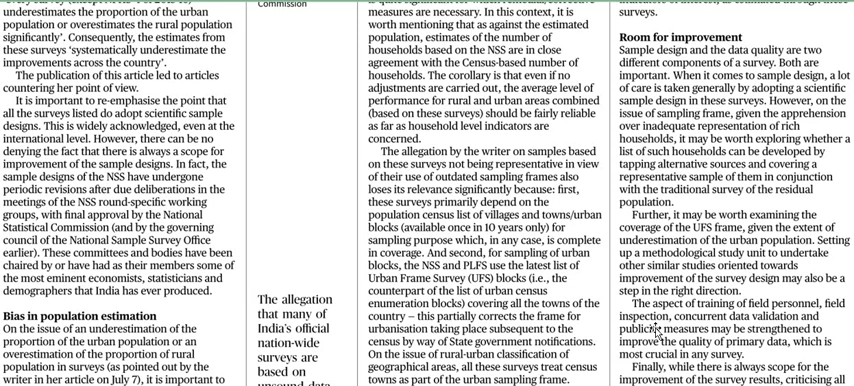 underestimates the proportion of the urban
population or overestimates the rural population
significantly'. Consequently, the estimates from
these surveys 'systematically underestimate the
improvements across the country'.
The publication of this article led to articles
countering her point of view.
It is important to re-emphasise the point that
all the surveys listed do adopt scientific sample
designs. This is widely acknowledged, even at the
international level. However, there can be no
denying the fact that there is always a scope for
improvement of the sample designs. In fact, the
sample designs of the NSS have undergone
periodic revisions after due deliberations in the
meetings of the NSS round-specific working
groups, with final approval by the National
Statistical Commission (and by the governing
council of the National Sample Survey Office
earlier). These committees and bodies have been
chaired by or have had as their members some of
the most eminent economists, statisticians and
demographers that India has ever produced.
Bias in population estimation
On the issue of an underestimation of the
proportion of the urban population or an
overestimation of the proportion of rural
population in surveys (as pointed out by the
writer in her article on July 7), it is important to
Commission
The allegation
that many of
India's official
nation-wide
surveys are
based on
unsound data
measures are necessary. In this context, it is
worth mentioning that as against the estimated
population, estimates of the number of
households based on the NSS are in close
agreement with the Census-based number of
households. The corollary is that even if no
adjustments are carried out, the average level of
performance for rural and urban areas combined
(based on these surveys) should be fairly reliable
as far as household level indicators are
concerned.
The allegation by the writer on samples based
on these surveys not being representative in view
of their use of outdated sampling frames also
loses its relevance significantly because: first,
these surveys primarily depend on the
population census list of villages and towns/urban
blocks (available once in 10 years only) for
sampling purpose which, in any case, is complete
in coverage. And second, for sampling of urban
blocks, the NSS and PLFS use the latest list of
Urban Frame Survey (UFS) blocks (i.e., the
counterpart of the list of urban census
enumeration blocks) covering all the towns of the
country – this partially corrects the frame for
urbanisation taking place subsequent to the
census by way of State government notifications.
On the issue of rural-urban classification of
geographical areas, all these surveys treat census
towns as part of the urban sampling frame.
surveys.
Room for improvement
Sample design and the data quality are two
different components of a survey. Both are
important. When it comes to sample design, a lot
of care is taken generally by adopting a scientific
sample design in these surveys. However, on the
issue of sampling frame, given the apprehension
over inadequate representation of rich
households, it may be worth exploring whether a
list of such households can be developed by
tapping alternative sources and covering a
representative sample of them in conjunction
with the traditional survey of the residual
population.
Further, it may be worth examining the
coverage of the UFS frame, given the extent of
underestimation of the urban population. Setting
up a methodological study unit to undertake
other similar studies oriented towards
improvement of the survey design may also be a
step in the right direction.
The aspect of training of field personnel, field
inspection, concurrent data validation and
publicity measures may be strengthened to
improve the quality of primary data, which is
most crucial in any survey.
Finally, while there is always scope for the
improvement of the survey results, criticising all